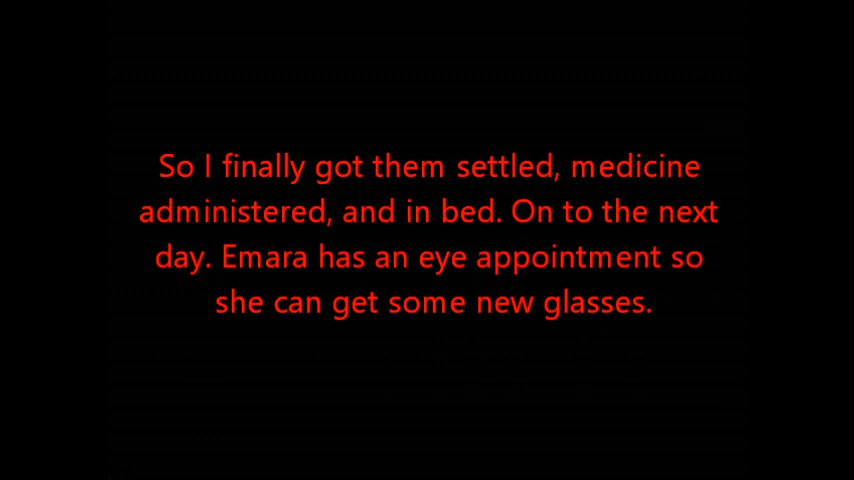 So I finally got them settled, medicine
administered, and in bed. On to the next
day. Emara has an eye appointment so
she can get some new glasses.